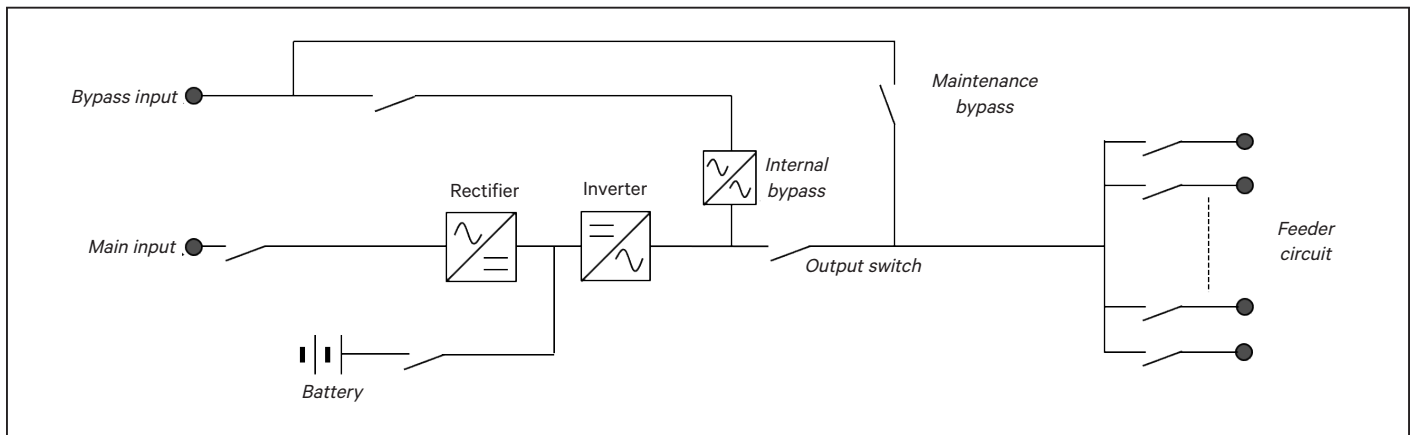 Bypass input
Maintenance
bypass
Internal
bypass
Rectifier
Inverter
Main input
Output switch
Feeder
circuit
Battery